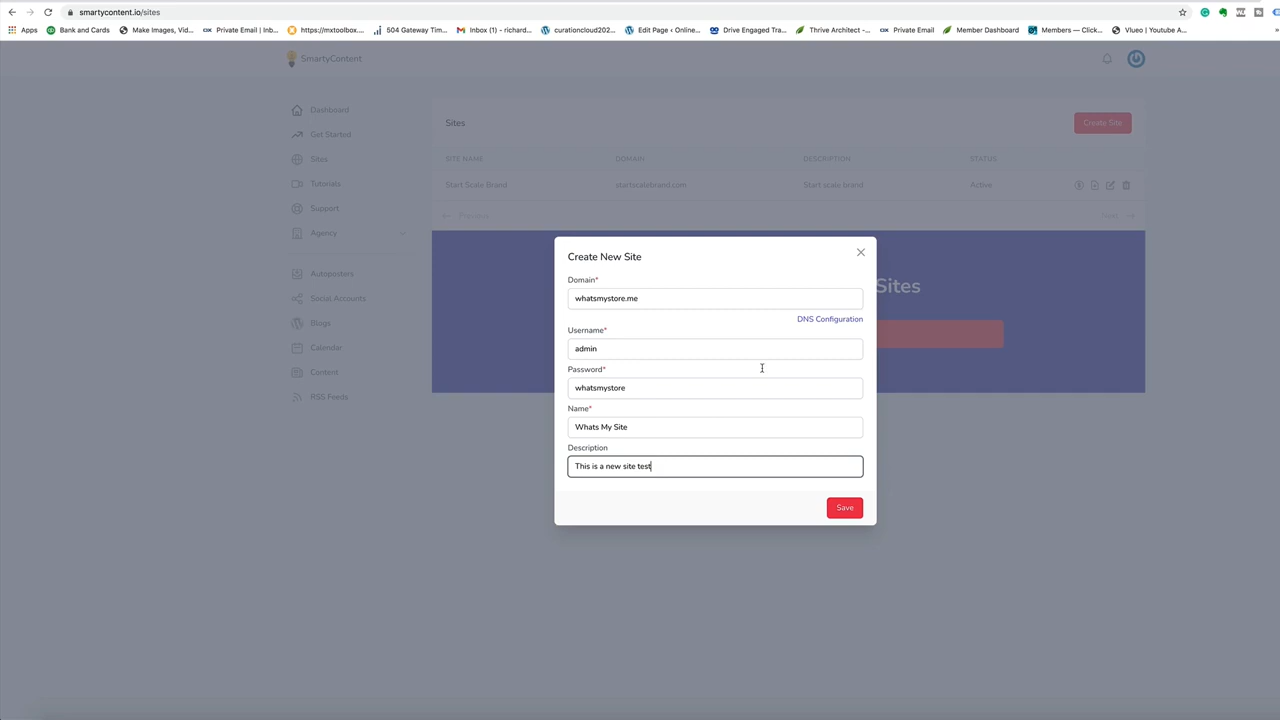 smartycontent.io/sites
Apps Bank and Cards Make Images, Vid... Private Email | Inb... https://mxtoolbox.... 504 Gateway Tim... Inbox (1) - richard... curationcloud202... Edit Page ‹ Online... Drive Engaged Tra... Thrive Architect -... Private Email Member Dashboard Members — Click... Vlueo | Youtube A... »
SmartyContent
Dashboard
Get Started
Sites
Tutorials
Support
Agency
Autoposters
Social Accounts
Blogs
Calendar
Content
RSS Feeds
Sites Create Site
SITE NAME DOMAIN DESCRIPTION STATUS
Start Scale Brand startscalebrand.com Start scale brand Active
← Previous Next →
Sites
Create New Site
Domain*
whatsmystore.me
DNS Configuration
Username*
admin
Password*
whatsmystore
Name*
Whats My Site
Description
This is a new site test
Save